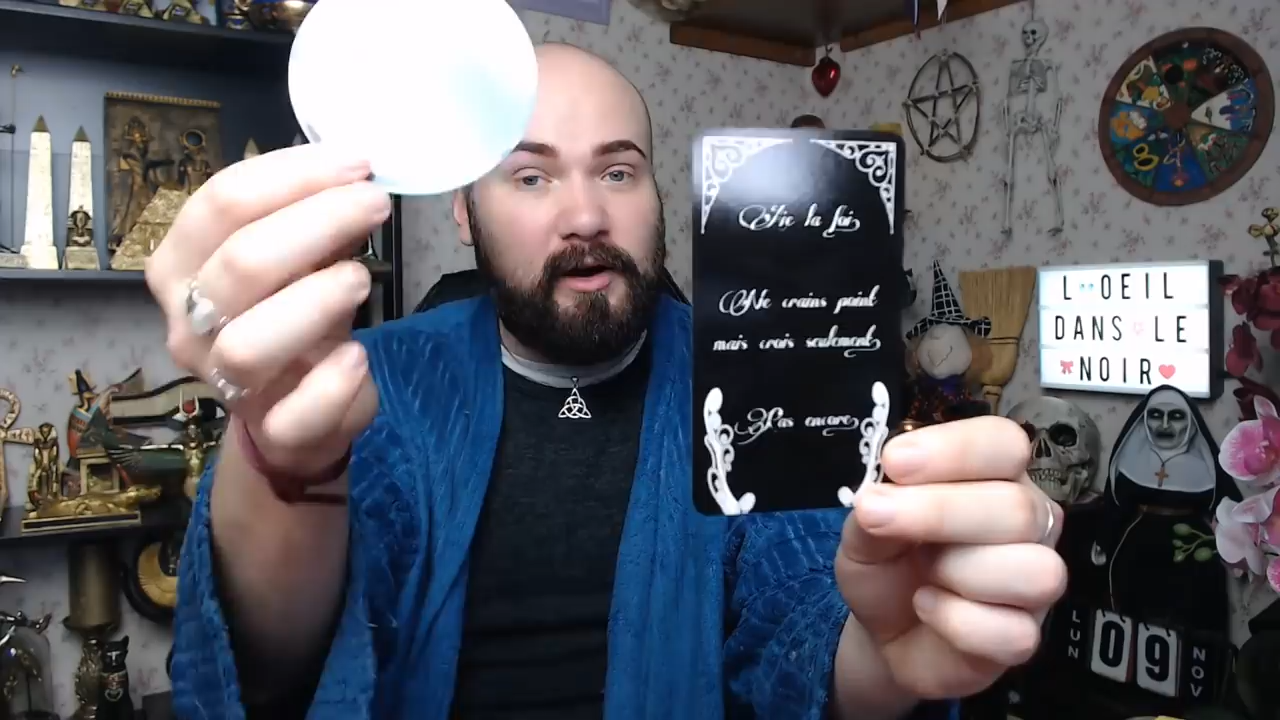 Aie la foi
Ne crains point
mais crois seulement
Pas encore
L OEIL
DANS LE
NOIR
LUN
09
NOV